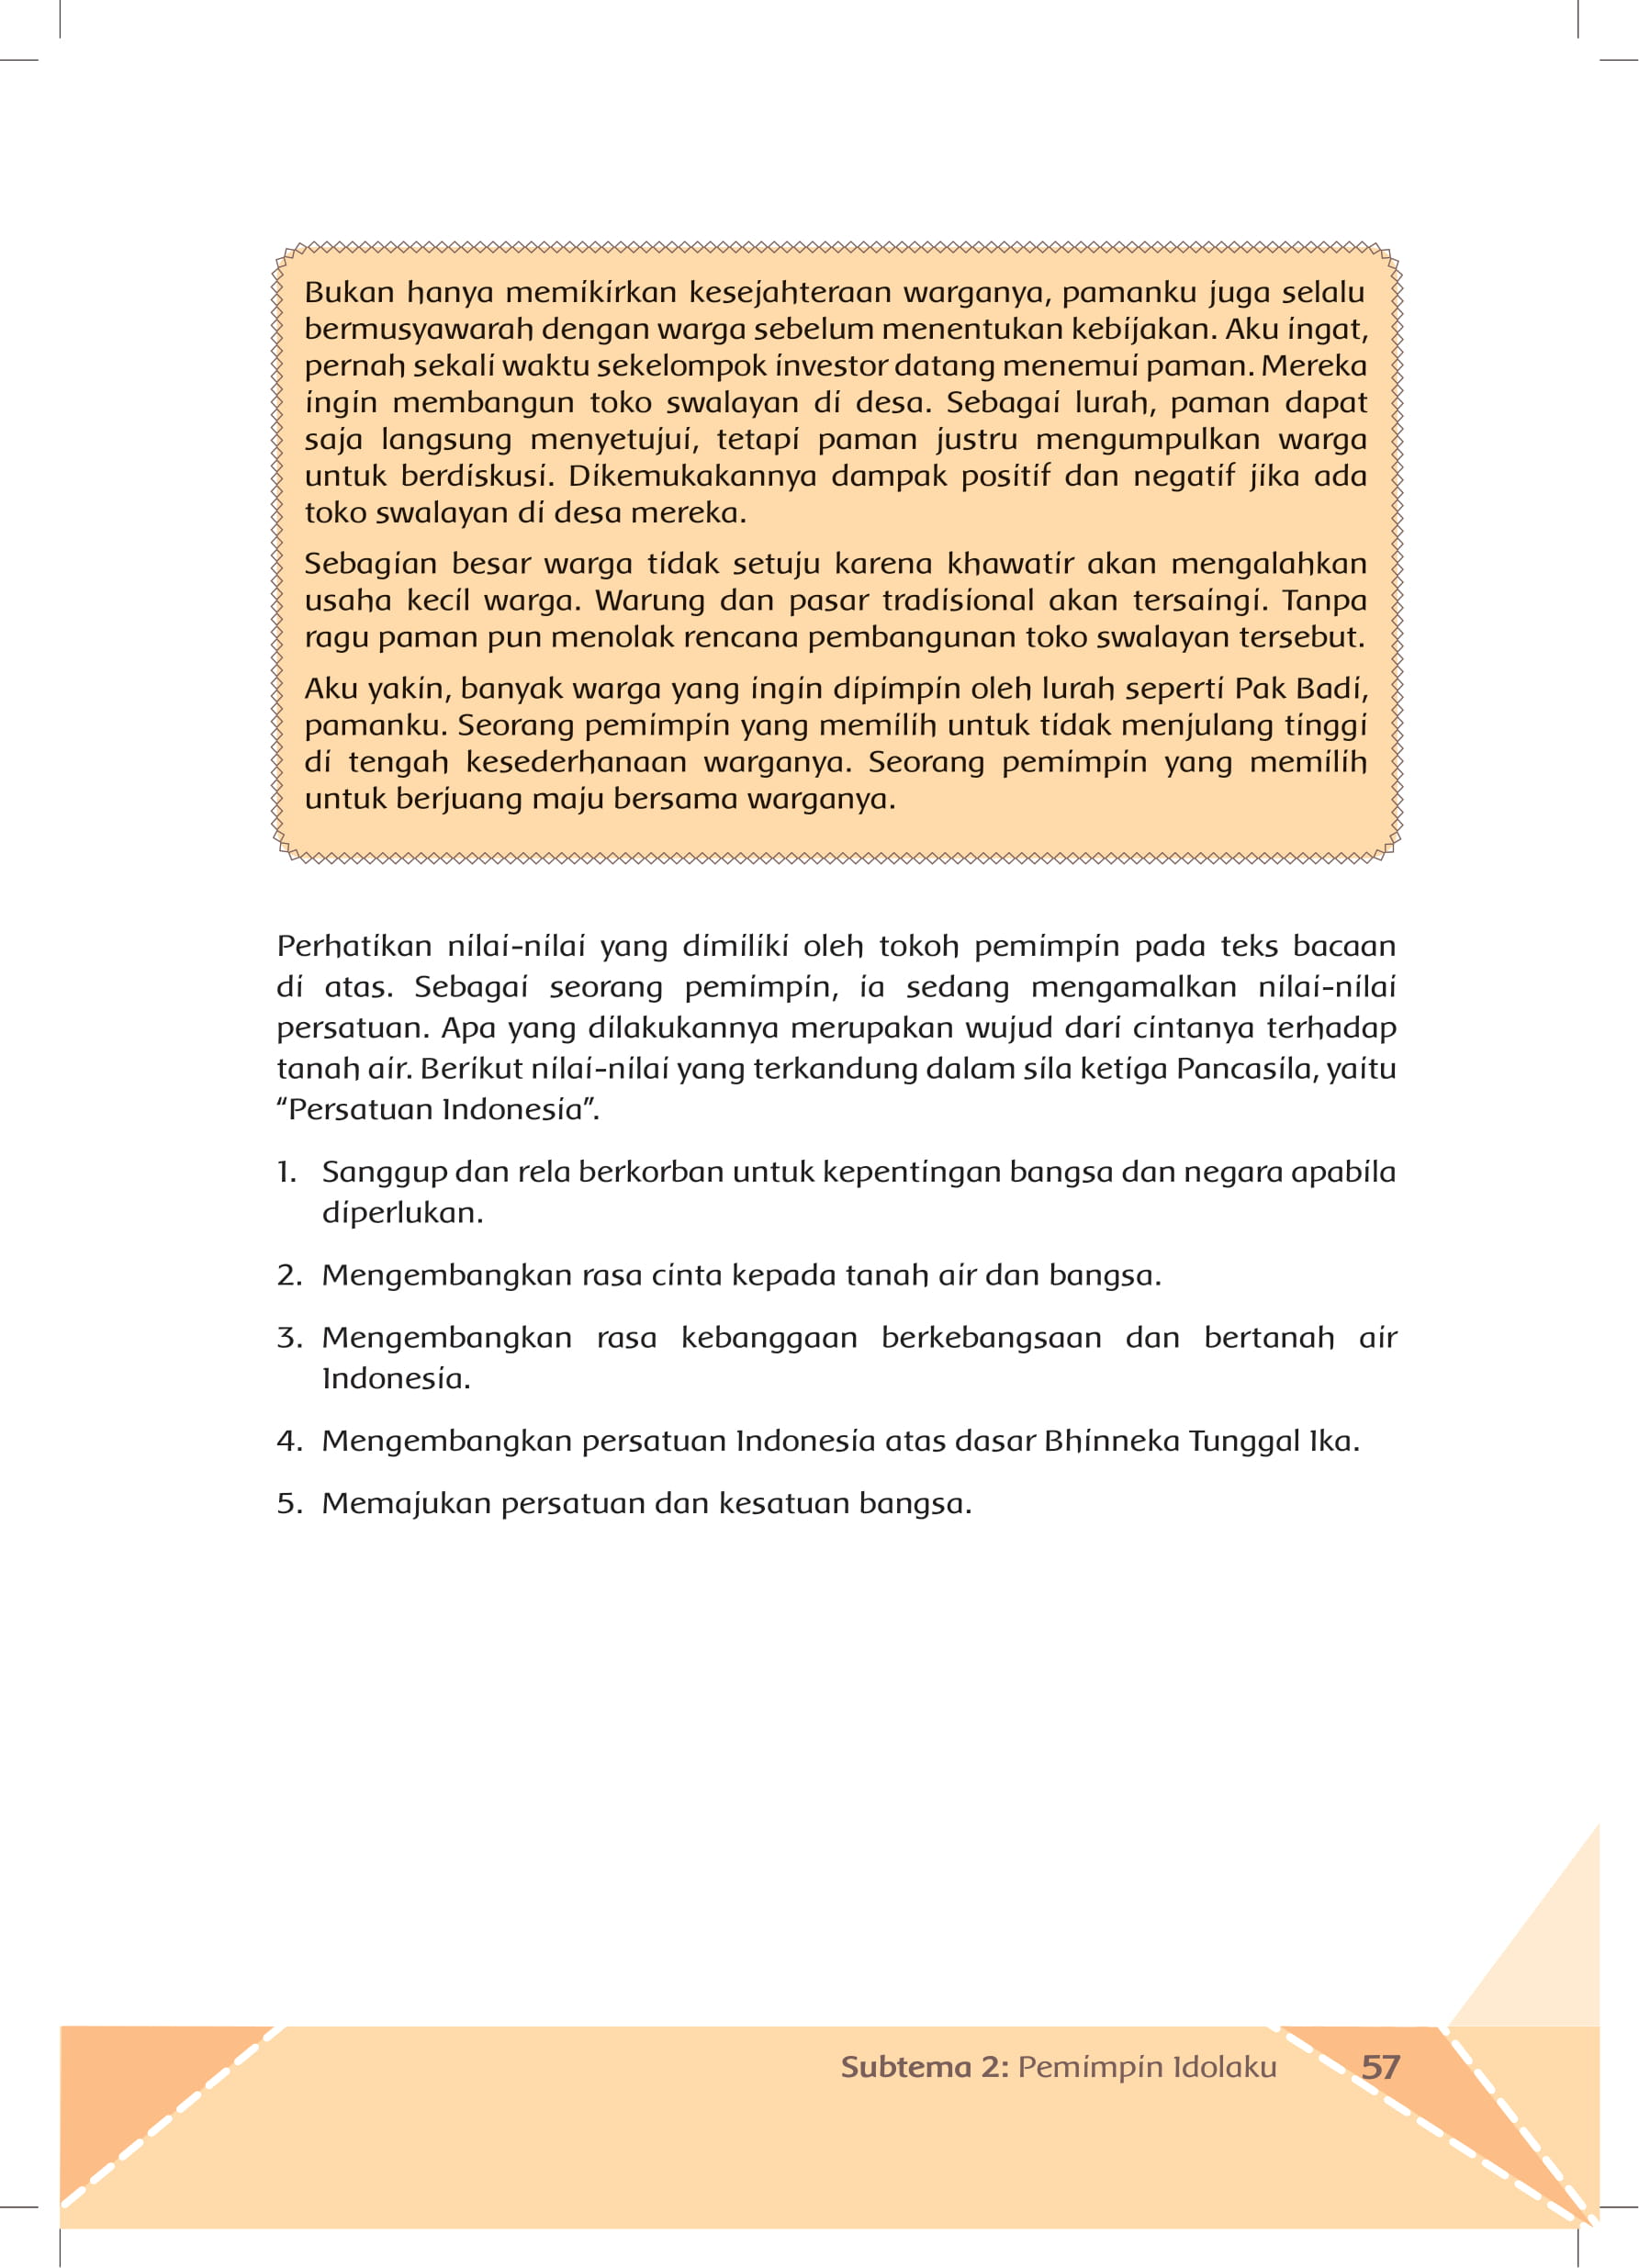 Bukan hanya memikirkan kesejahteraan warganya, pamanku juga selalu
bermusyawarah dengan warga sebelum menentukan kebijakan. Aku ingat,
pernah sekali waktu sekelompok investor datang menemui paman. Mereka
ingin membangun toko swalayan di desa. Sebagai lurah, paman dapat
saja langsung menyetujui, tetapi paman justru mengumpulkan warga
untuk berdiskusi. Dikemukakannya dampak positif dan negatif jika ada
toko swalayan di desa mereka.
Sebagian besar warga tidak setuju karena khawatir akan mengalahkan
usaha kecil warga. Warung dan pasar tradisional akan tersaingi. Tanpa
ragu paman pun menolak rencana pembangunan toko swalayan tersebut.
Aku yakin, banyak warga yang ingin dipimpin oleh lurah seperti Pak Badi,
pamanku. Seorang pemimpin yang memilih untuk tidak menjulang tinggi
di tengah kesederhanaan warganya. Seorang pemimpin yang memilih
untuk berjuang maju bersama warganya.
Perhatikan nilai-nilai yang dimiliki oleh tokoh pemimpin pada teks bacaan
di atas. Sebagai seorang pemimpin, ia sedang mengamalkan nilai-nilai
persatuan. Apa yang dilakukannya merupakan wujud dari cintanya terhadap
tanah air. Berikut nilai-nilai yang terkandung dalam sila ketiga Pancasila, yaitu
“Persatuan Indonesia”.
1. Sanggup dan rela berkorban untuk kepentingan bangsa dan negara apabila
diperlukan.
2. Mengembangkan rasa cinta kepada tanah air dan bangsa.
3. Mengembangkan rasa kebanggaan berkebangsaan dan bertanah air
Indonesia.
4. Mengembangkan persatuan Indonesia atas dasar Bhinneka Tunggal Ika.
5. Memajukan persatuan dan kesatuan bangsa.
Subtema 2: Pemimpin Idolaku 57